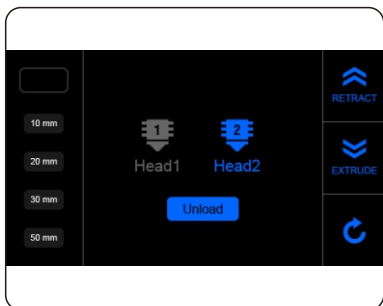 10 mm
20 mm
30 mm
50 mm
1
Head1
2
Head2
Unload
RETRACT
EXTRUDE